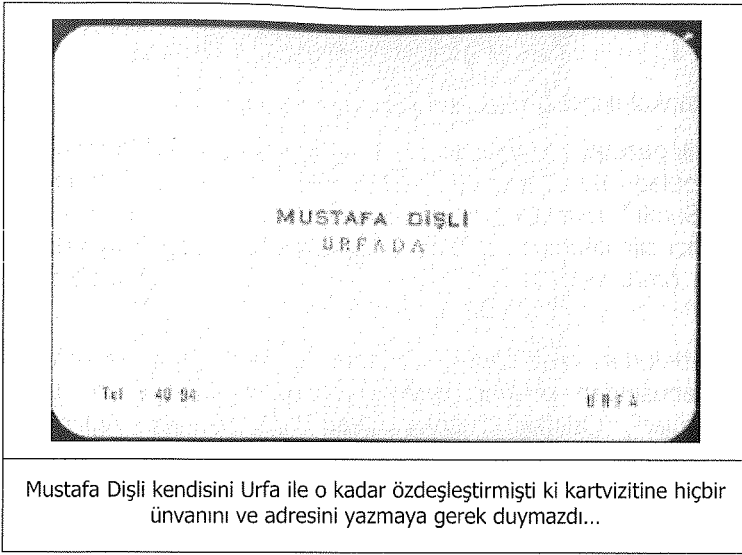 MUSTAFA DİŞLİ
URFADA
Tel : 40 94
URFA
Mustafa Dişli kendisini Urfa ile o kadar özdeşleştirmişti ki kartvizitine hiçbir
ünvanını ve adresini yazmaya gerek duymazdı...